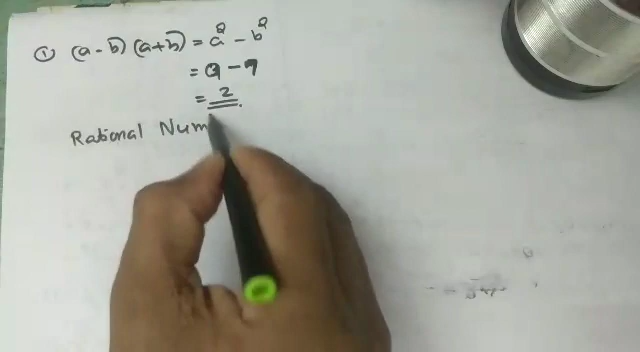 ① (a-b) (a+b) = a² - b²
= 9 - 7
= 2
Rational Num